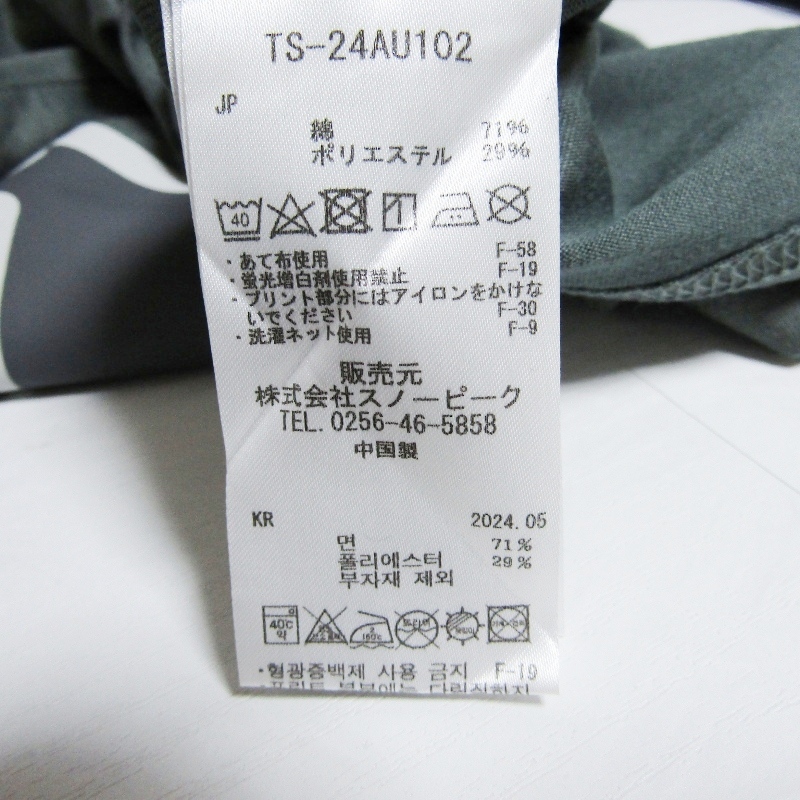 TS-24AU102
JP
綿 71%
ポリエステル 29%
40
・あて布使用 F-58
・蛍光増白剤使用禁止 F-19
・プリント部分にはアイロンをかけな
いでください F-30
・洗濯ネット使用 F-9
販売元
株式会社スノーピーク
TEL.0256-46-5858
中国製
KR 2024.05
면 71%
폴리에스터 29%
부자재 제외
40℃ 약
・형광증백제 사용 금지 F-19